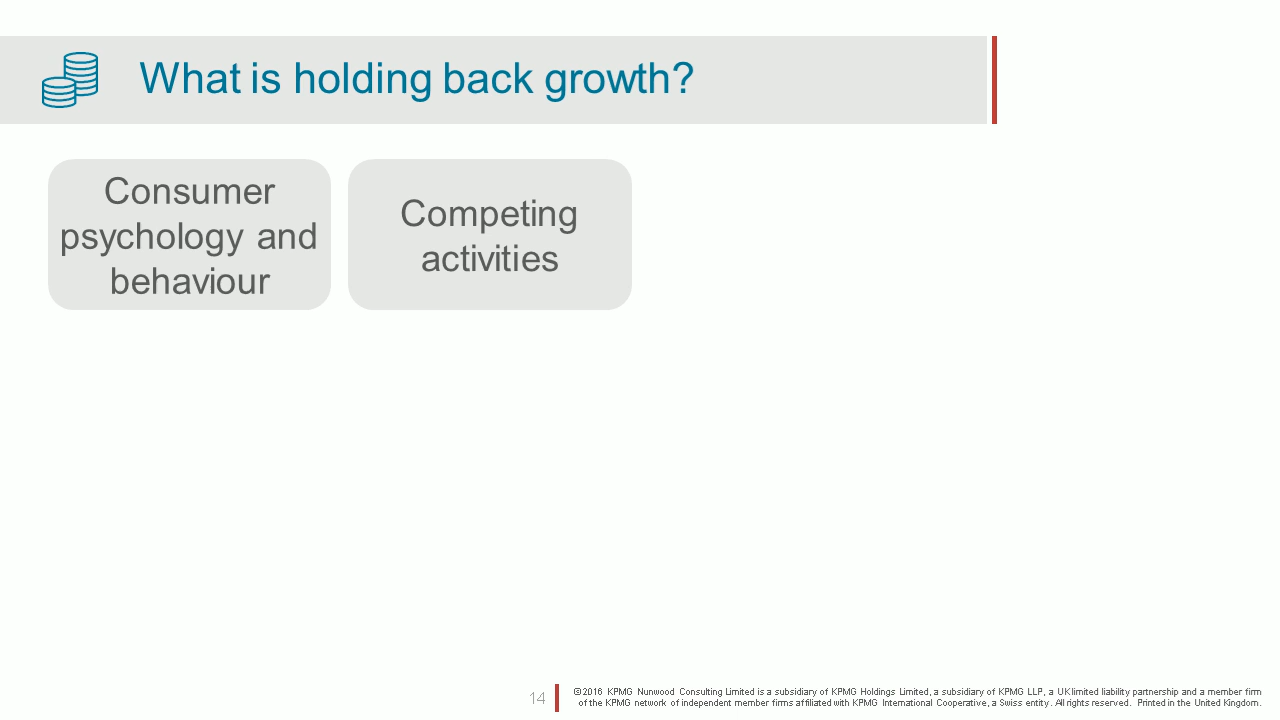 What is holding back growth?
Consumer
psychology and
behaviour
Competing
activities
14
©2016 KPMG Nunwood Consulting Limited is a subsidiary of KPMG Holdings Limited, a subsidiary of KPMG LLP, a UK limited liability partnership and a member firm
of the KPMG network of independent member firms affiliated with KPMG International Cooperative, a Swiss entity. All rights reserved. Printed in the United Kingdom.